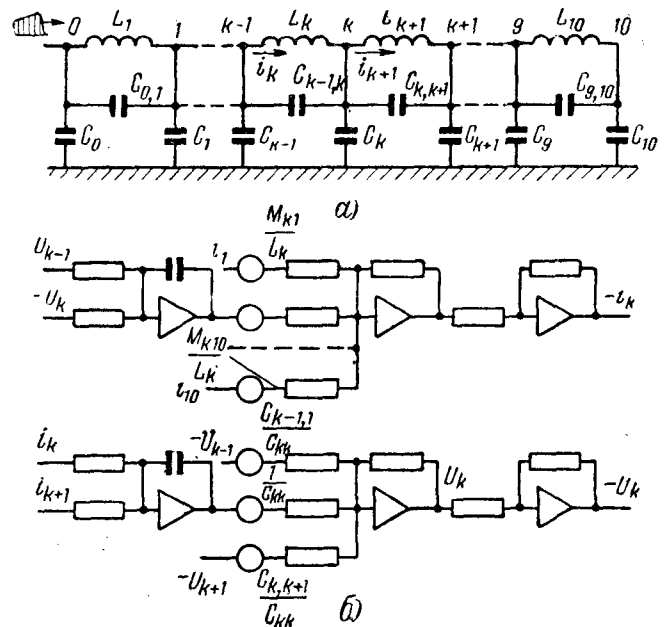 0 L₁ 1 k-1 Lₖ k Lₖ₊₁ k+1 9 L₁₀ 10
iₖ iₖ₊₁
C₀,₁ Cₖ₋₁,ₖ Cₖ,ₖ₊₁ C₉,₁₀
C₀ C₁ Cₖ₋₁ Cₖ Cₖ₊₁ C₉ C₁₀
а)
Uₖ₋₁ i₁ Mₖ₁/Lₖ
-Uₖ -iₖ
Mₖ₁₀/Lₖ
i₁₀
iₖ -Uₖ₋₁ Cₖ₋₁,₁/Cₖₖ
iₖ₊₁ 1/Cₖₖ Uₖ -Uₖ
-Uₖ₊₁ Cₖ,ₖ₊₁/Cₖₖ
б)